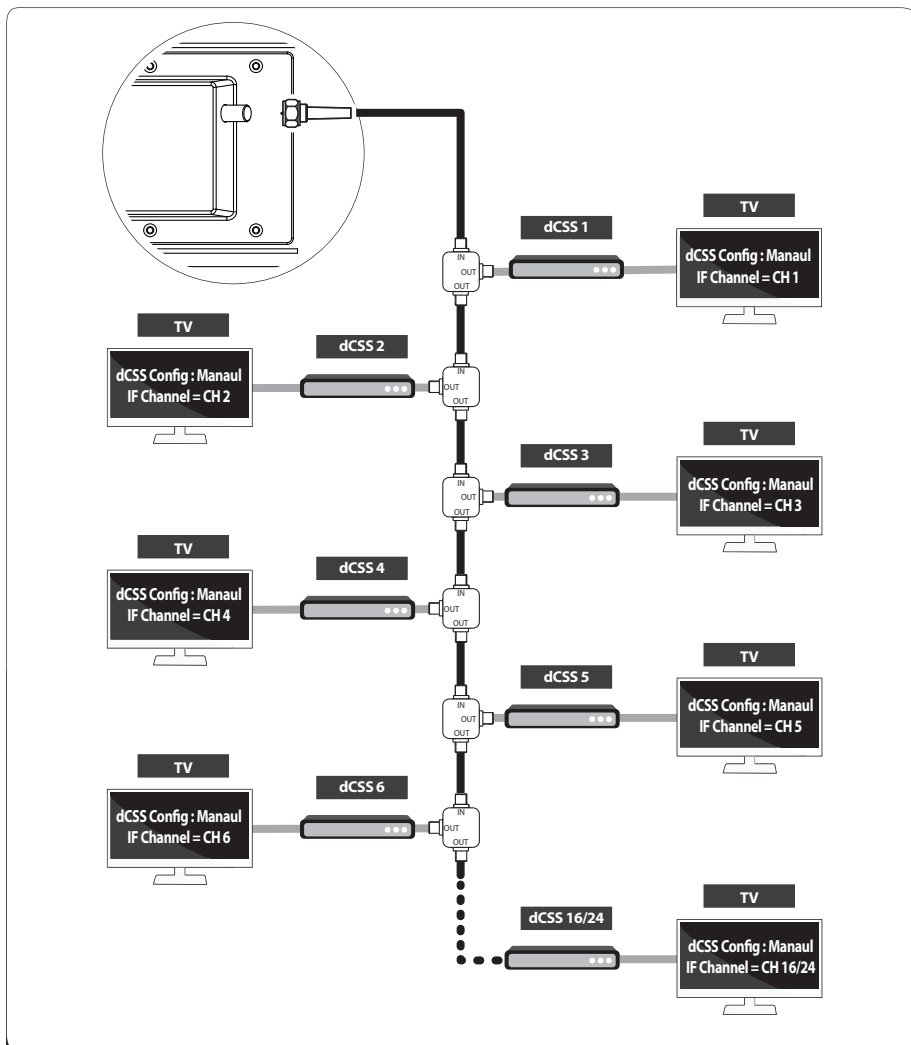 TV
dCSS 1
dCSS Config : Manaul
IF Channel = CH 1
IN
OUT
OUT
TV
dCSS 2
dCSS Config : Manaul
IF Channel = CH 2
IN
OUT
OUT
TV
dCSS 3
dCSS Config : Manaul
IF Channel = CH 3
IN
OUT
OUT
TV
dCSS 4
dCSS Config : Manaul
IF Channel = CH 4
IN
OUT
OUT
TV
dCSS 5
dCSS Config : Manaul
IF Channel = CH 5
IN
OUT
OUT
TV
dCSS 6
dCSS Config : Manaul
IF Channel = CH 6
IN
OUT
OUT
TV
dCSS 16/24
dCSS Config : Manaul
IF Channel = CH 16/24